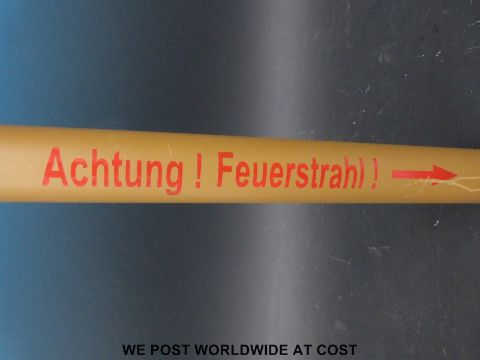 Achtung ! Feuerstrahl !
WE POST WORLDWIDE AT COST